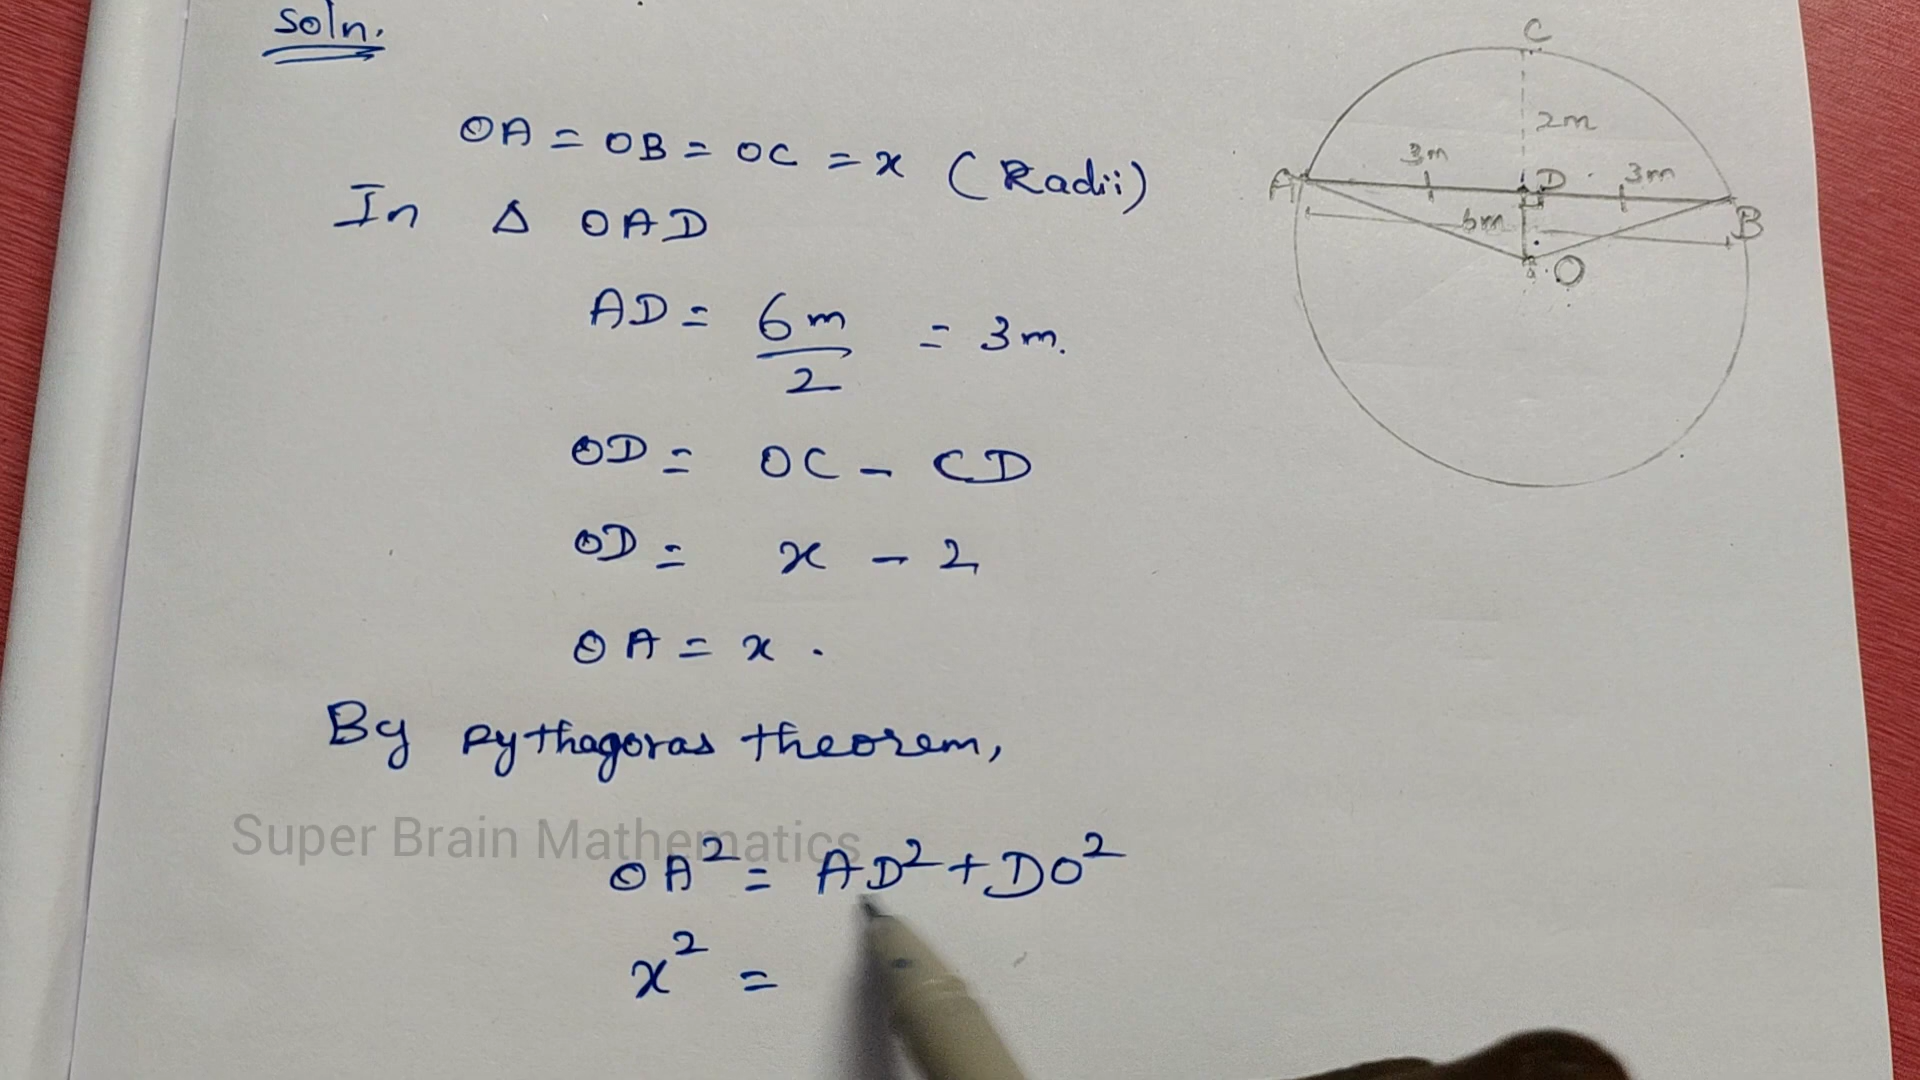 Soln.
OA = OB = OC = x (Radii)
In Δ OAD
AD = 6m/2 = 3m.
OD = OC - CD
OD = x - 2
OA = x .
By Pythagoras theorem,
OA² = AD² + DO²
x² =
Super Brain Mathematics
C
2m
3m
D
3m
A
6m
B
O